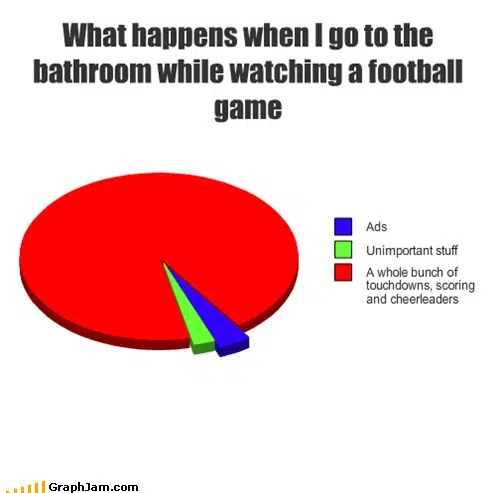 What happens when I go to the
bathroom while watching a football
game
Ads
Unimportant stuff
A whole bunch of
touchdowns, scoring
and cheerleaders
GraphJam.com